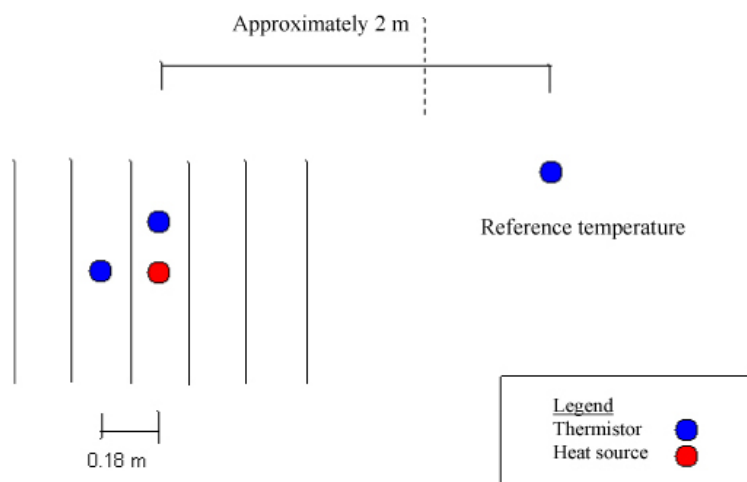 Approximately 2 m
Reference temperature
0.18 m
Legend
Thermistor
Heat source